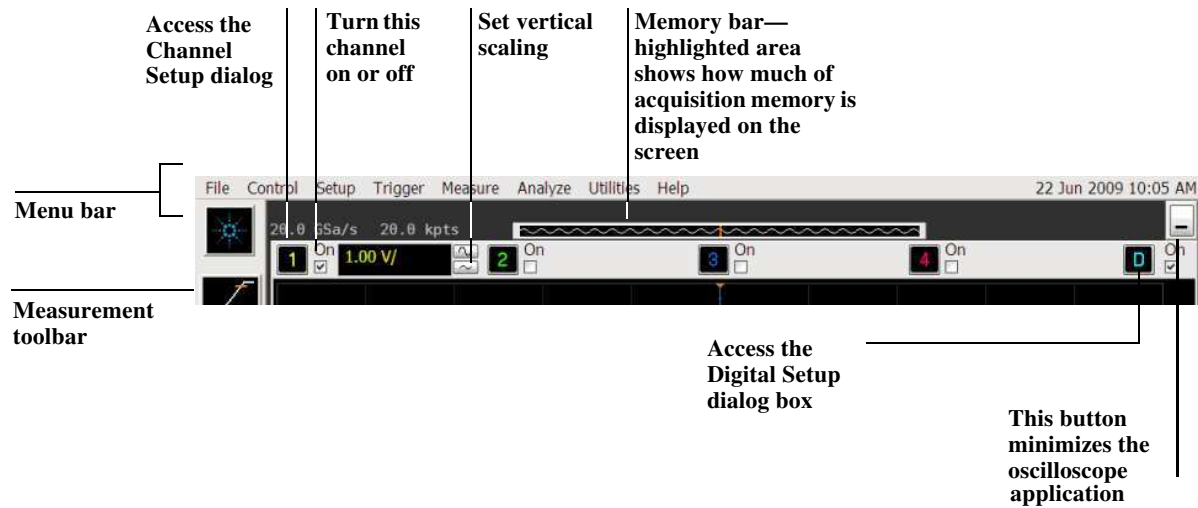 Access the
Channel
Setup dialog
Turn this
channel
on or off
Set vertical
scaling
Memory bar—
highlighted area
shows how much of
acquisition memory is
displayed on the
screen
Menu bar
File Control Setup Trigger Measure Analyze Utilities Help 22 Jun 2009 10:05 AM
20.0 GSa/s 20.0 kpts
1 On 1.00 V/ 2 On 3 On 4 On D On
Measurement
toolbar
Access the
Digital Setup
dialog box
This button
minimizes the
oscilloscope
application